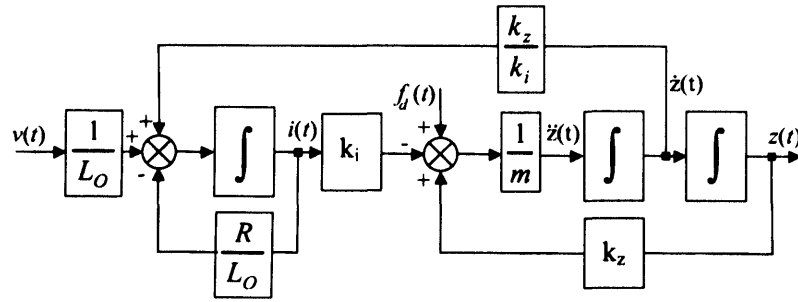 k_z
k_i
f_d(t)
ż(t)
v(t)
1
L_O
+
+
-
∫
i(t)
k_i
-
+
+
1
m
z̈(t)
∫
∫
z(t)
R
L_O
k_z